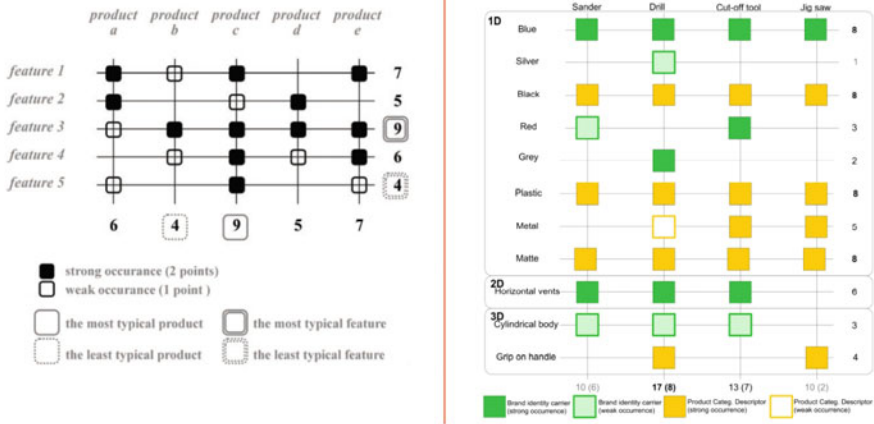 product a product b product c product d product e
feature 1 7
feature 2 5
feature 3 9
feature 4 6
feature 5 4
6 4 9 5 7
strong occurance (2 points)
weak occurance (1 point )
the most typical product the most typical feature
the least typical product the least typical feature
Sander Drill Cut-off tool Jig saw
1D
Blue 8
Silver 1
Black 8
Red 3
Grey 2
Plastic 8
Metal 5
Matte 8
2D
Horizontal vents 6
3D
Cylindrical body 3
Grip on handle 4
10 (6) 17 (8) 13 (7) 10 (2)
Brand identity carrier (strong occurrence) Brand identity carrier (weak occurrence) Product Categ. Descriptor (strong occurrence) Product Categ. Descriptor (weak occurrence)